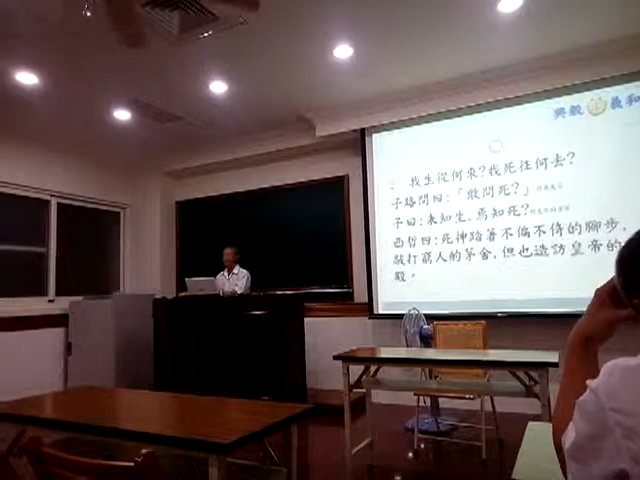 義和
我生從何來？我死往何去？
子路問曰：「敢問死？」
子曰：未知生，焉知死？
西哲曰：死神踏著不偏不倚的腳步，
敲打窮人的茅舍，但也造訪皇帝的
殿。